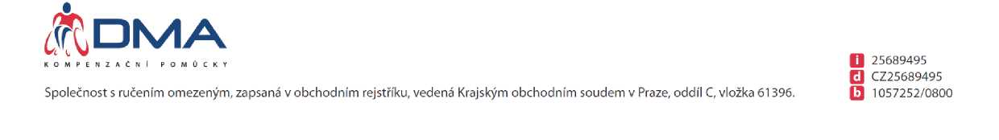 DMA
KOMPENZAČNÍ POMŮCKY
i 25689495
d CZ25689495
Společnost s ručením omezeným, zapsaná v obchodním rejstříku, vedená Krajským obchodním soudem v Praze, oddíl C, vložka 61396.
b 1057252/0800